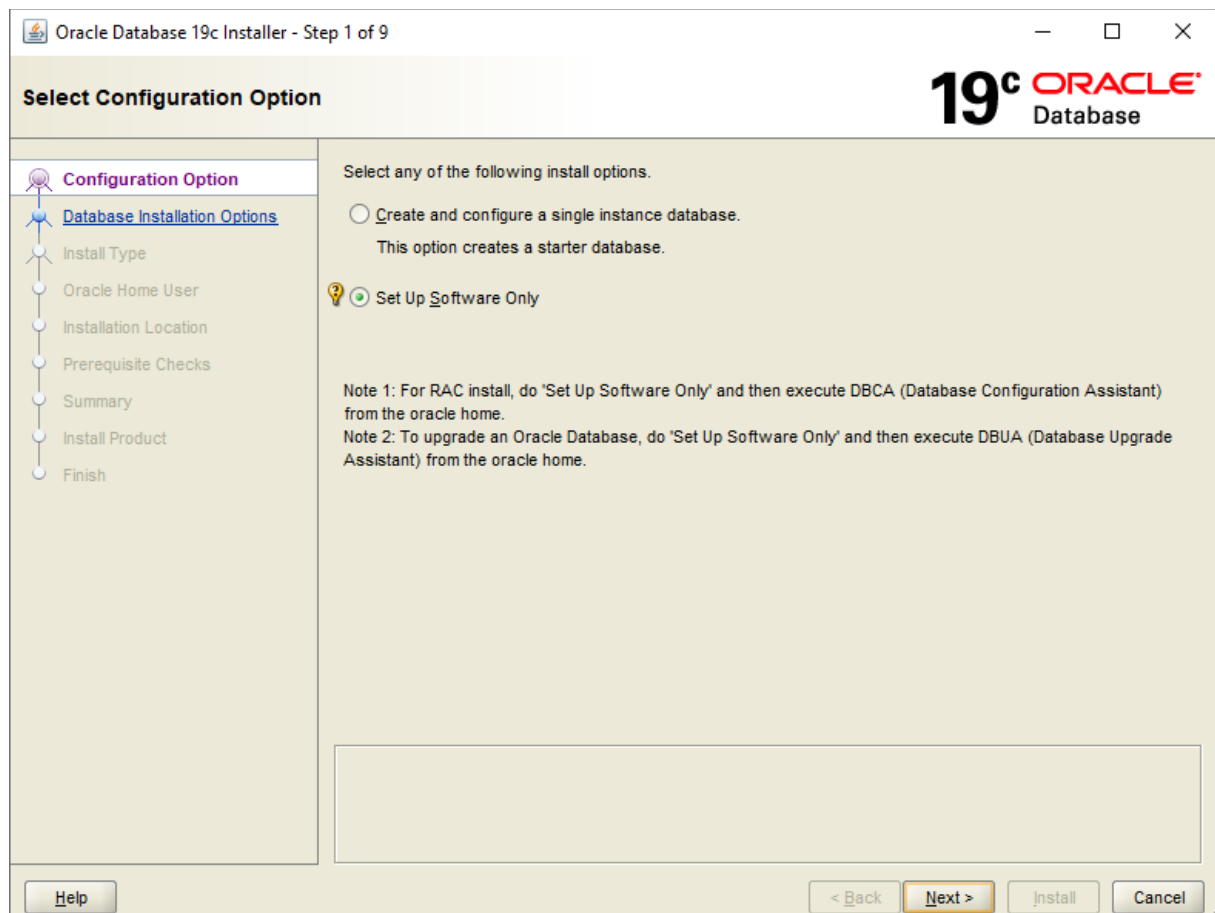 Oracle Database 19c Installer - Step 1 of 9
Select Configuration Option
19c ORACLE
Database
Configuration Option
Database Installation Options
Install Type
Oracle Home User
Installation Location
Prerequisite Checks
Summary
Install Product
Finish
Select any of the following install options.
Create and configure a single instance database.
This option creates a starter database.
Set Up Software Only
Note 1: For RAC install, do 'Set Up Software Only' and then execute DBCA (Database Configuration Assistant)
from the oracle home.
Note 2: To upgrade an Oracle Database, do 'Set Up Software Only' and then execute DBUA (Database Upgrade
Assistant) from the oracle home.
Help
< Back
Next >
Install
Cancel